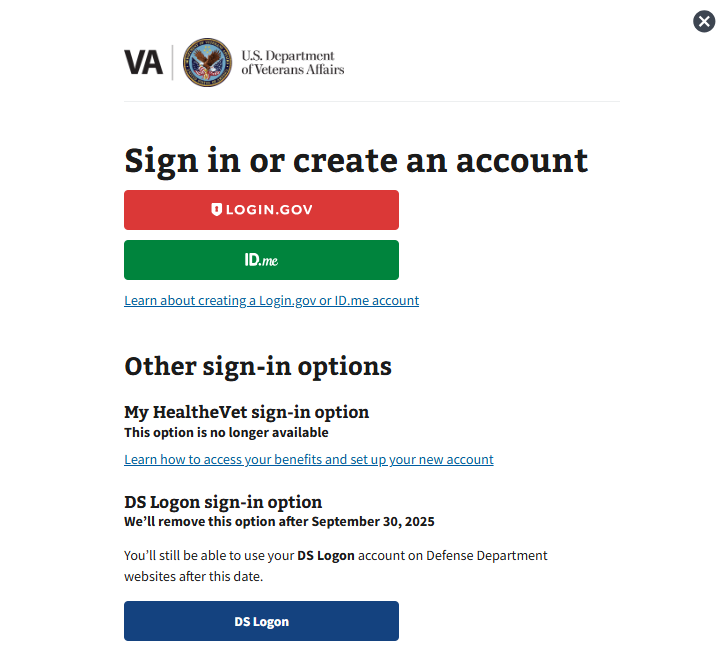 VA
U.S. Department
of Veterans Affairs
Sign in or create an account
LOGIN.GOV
ID.me
Learn about creating a Login.gov or ID.me account
Other sign-in options
My HealtheVet sign-in option
This option is no longer available
Learn how to access your benefits and set up your new account
DS Logon sign-in option
We'll remove this option after September 30, 2025
You'll still be able to use your DS Logon account on Defense Department
websites after this date.
DS Logon